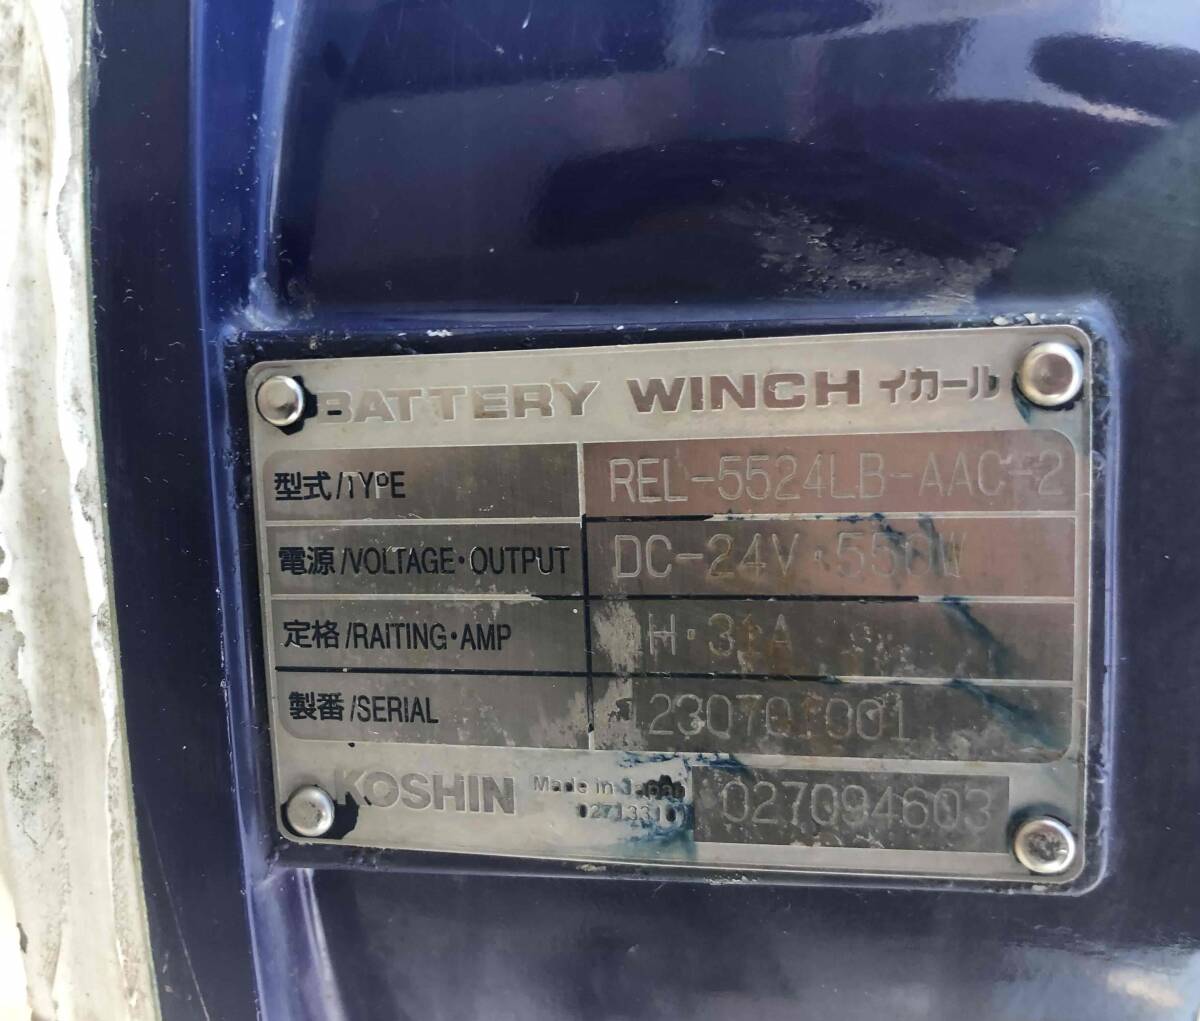 BATTERY WINCH イカール
型式/TYPE REL-5524LB-AAC-2
電源/VOLTAGE・OUTPUT DC-24V・550W
定格/RAITING・AMP 1H・31A
製番/SERIAL
KOSHIN Made in Japan 027094603